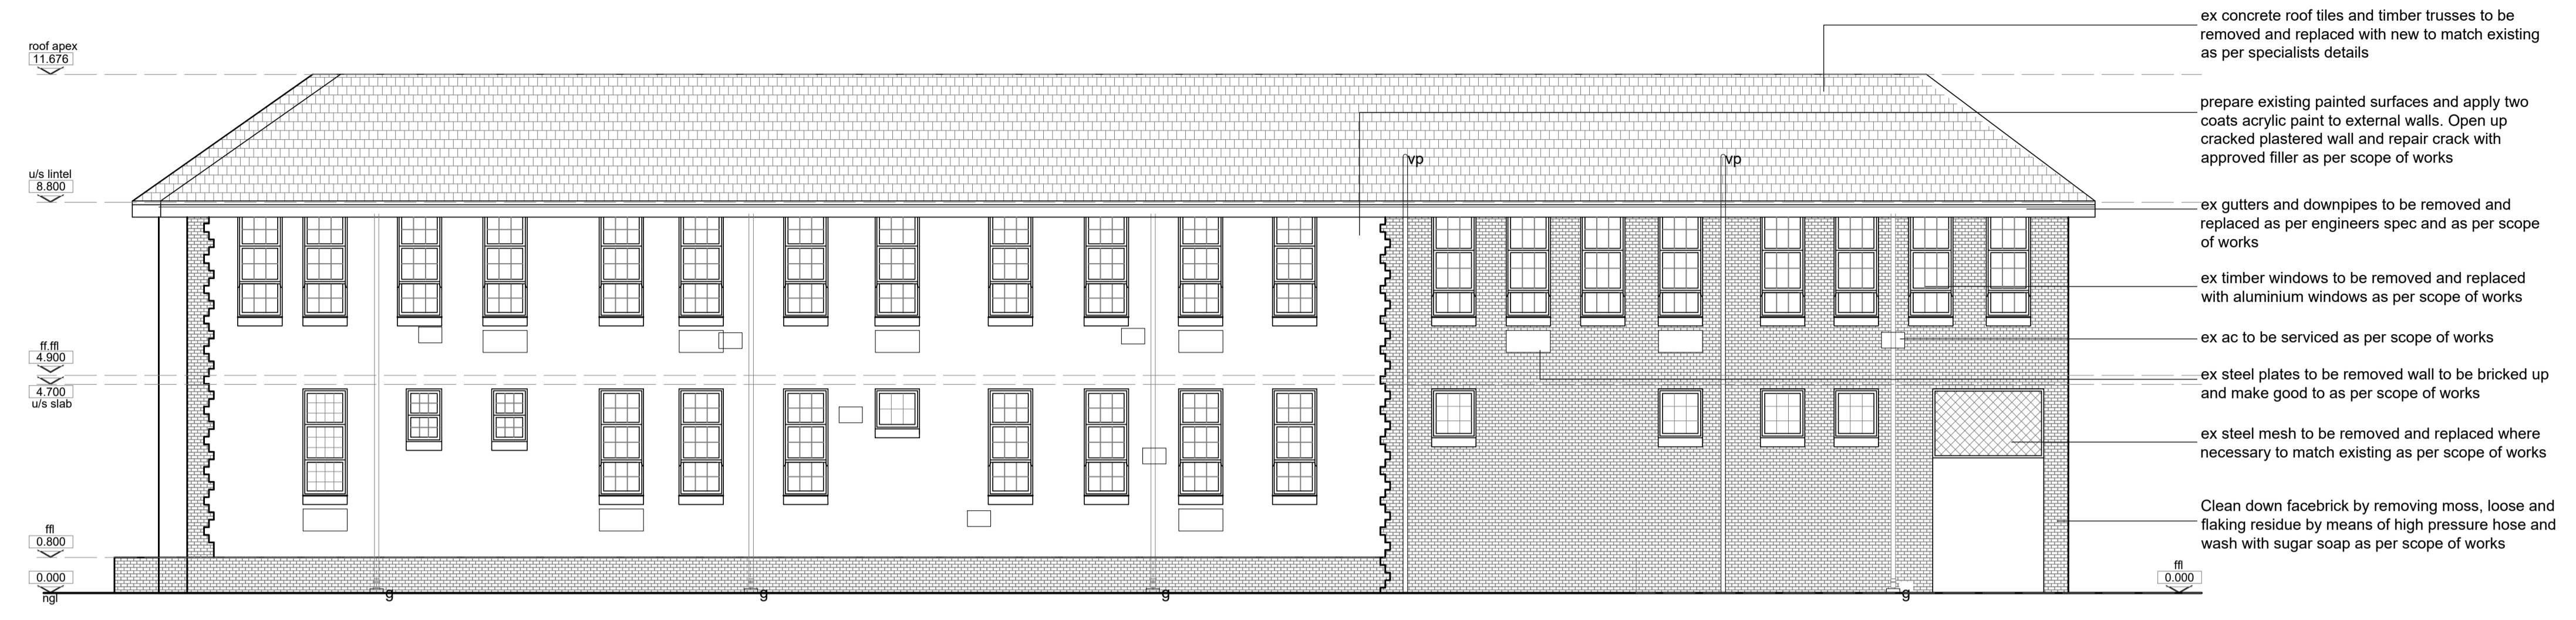 roof apex
11.676
u/s lintel
8.800
ff.ffl
4.900
4.700
u/s slab
ffl
0.800
0.000
ngl
vp
vp
g
g
g
g
ffl
0.000
ex concrete roof tiles and timber trusses to be
removed and replaced with new to match existing
as per specialists details
prepare existing painted surfaces and apply two
coats acrylic paint to external walls. Open up
cracked plastered wall and repair crack with
approved filler as per scope of works
ex gutters and downpipes to be removed and
replaced as per engineers spec and as per scope
of works
ex timber windows to be removed and replaced
with aluminium windows as per scope of works
ex ac to be serviced as per scope of works
ex steel plates to be removed wall to be bricked up
and make good to as per scope of works
ex steel mesh to be removed and replaced where
necessary to match existing as per scope of works
Clean down facebrick by removing moss, loose and
flaking residue by means of high pressure hose and
wash with sugar soap as per scope of works